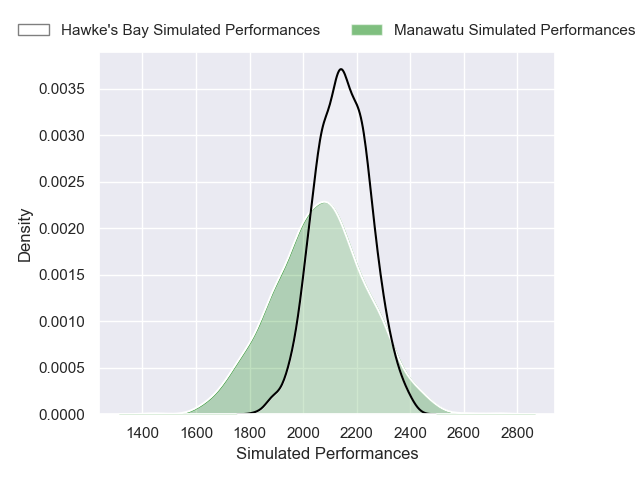 Hawke's Bay Simulated Performances
Manawatu Simulated Performances
0.0035
0.0030
0.0025
0.0020
0.0015
0.0010
0.0005
0.0000
Density
1400 1600 1800 2000 2200 2400 2600 2800
Simulated Performances